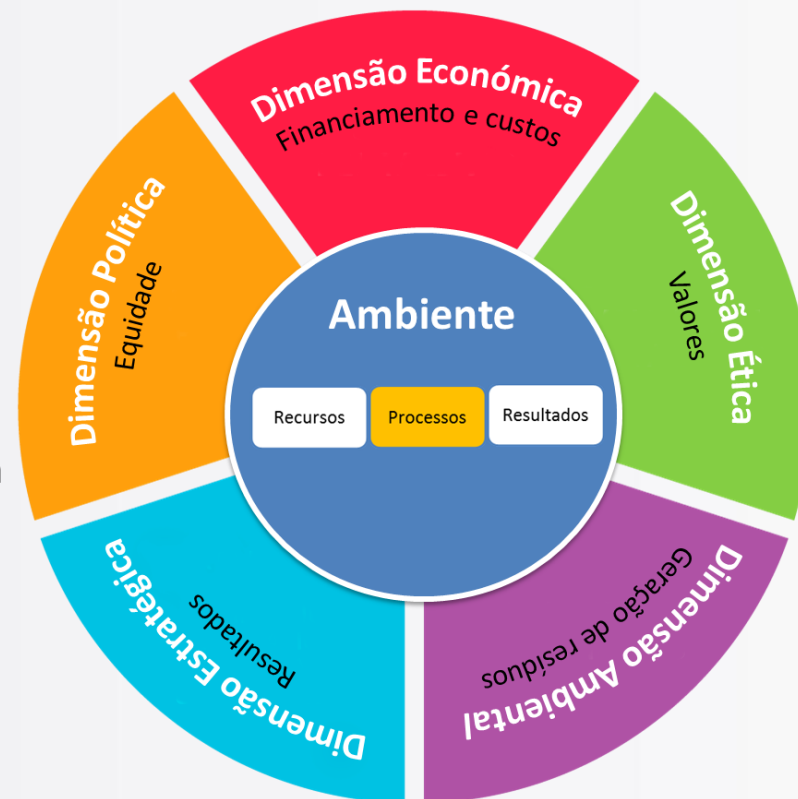 Dimensão Económica
Financiamento e custos
Dimensão Ética
Valores
Dimensão Ambiental
Geração de resíduos
Dimensão Estratégica
Resultados
Dimensão Política
Equidade
Ambiente
Recursos
Processos
Resultados